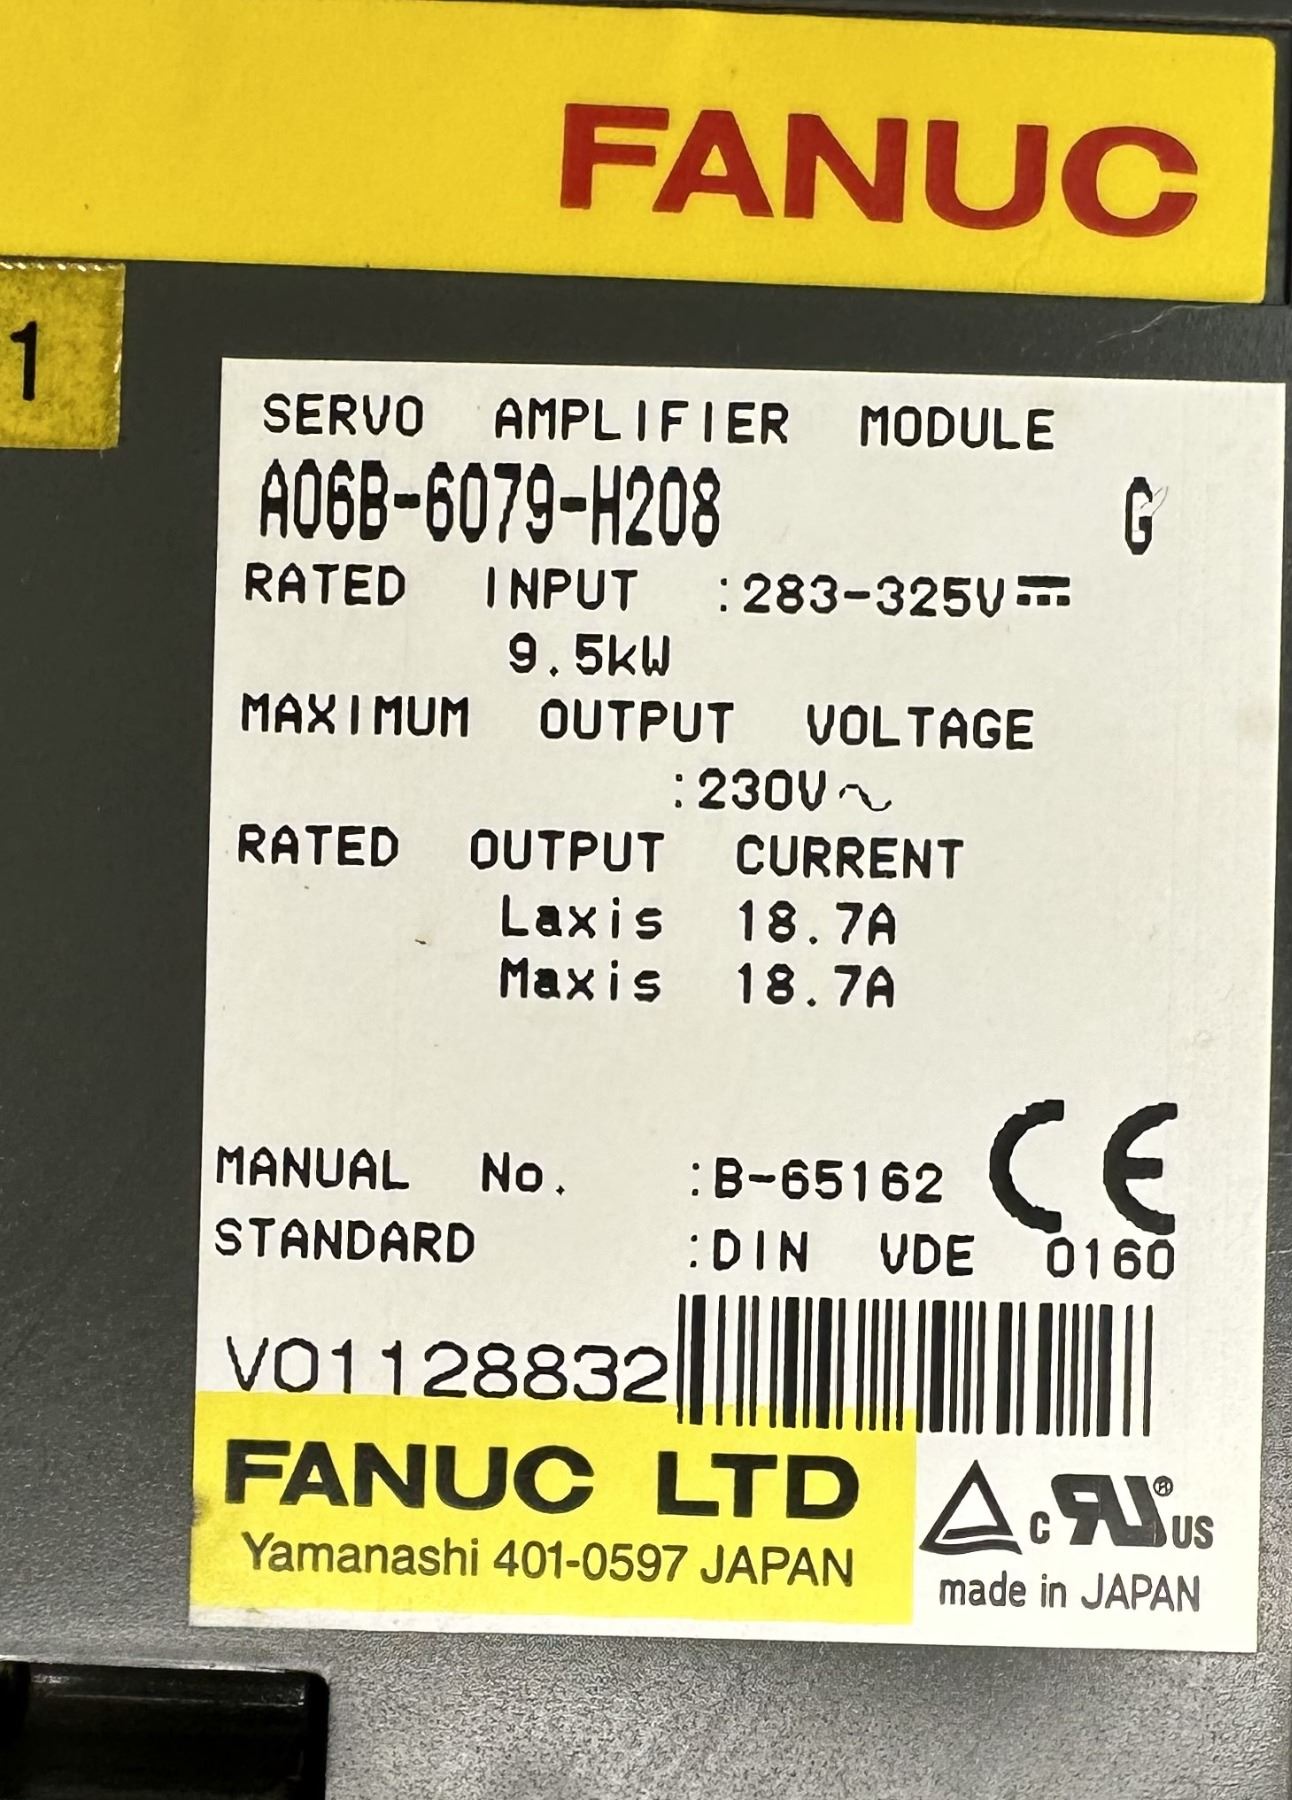 FANUC
1
SERVO AMPLIFIER MODULE
A06B-6079-H208 G
RATED INPUT :283-325V⎓
9.5kW
MAXIMUM OUTPUT VOLTAGE
:230V～
RATED OUTPUT CURRENT
Laxis 18.7A
Maxis 18.7A
MANUAL No. :B-65162 CE
STANDARD :DIN VDE 0160
V01128832
FANUC LTD
Yamanashi 401-0597 JAPAN
c RU® US
made in JAPAN